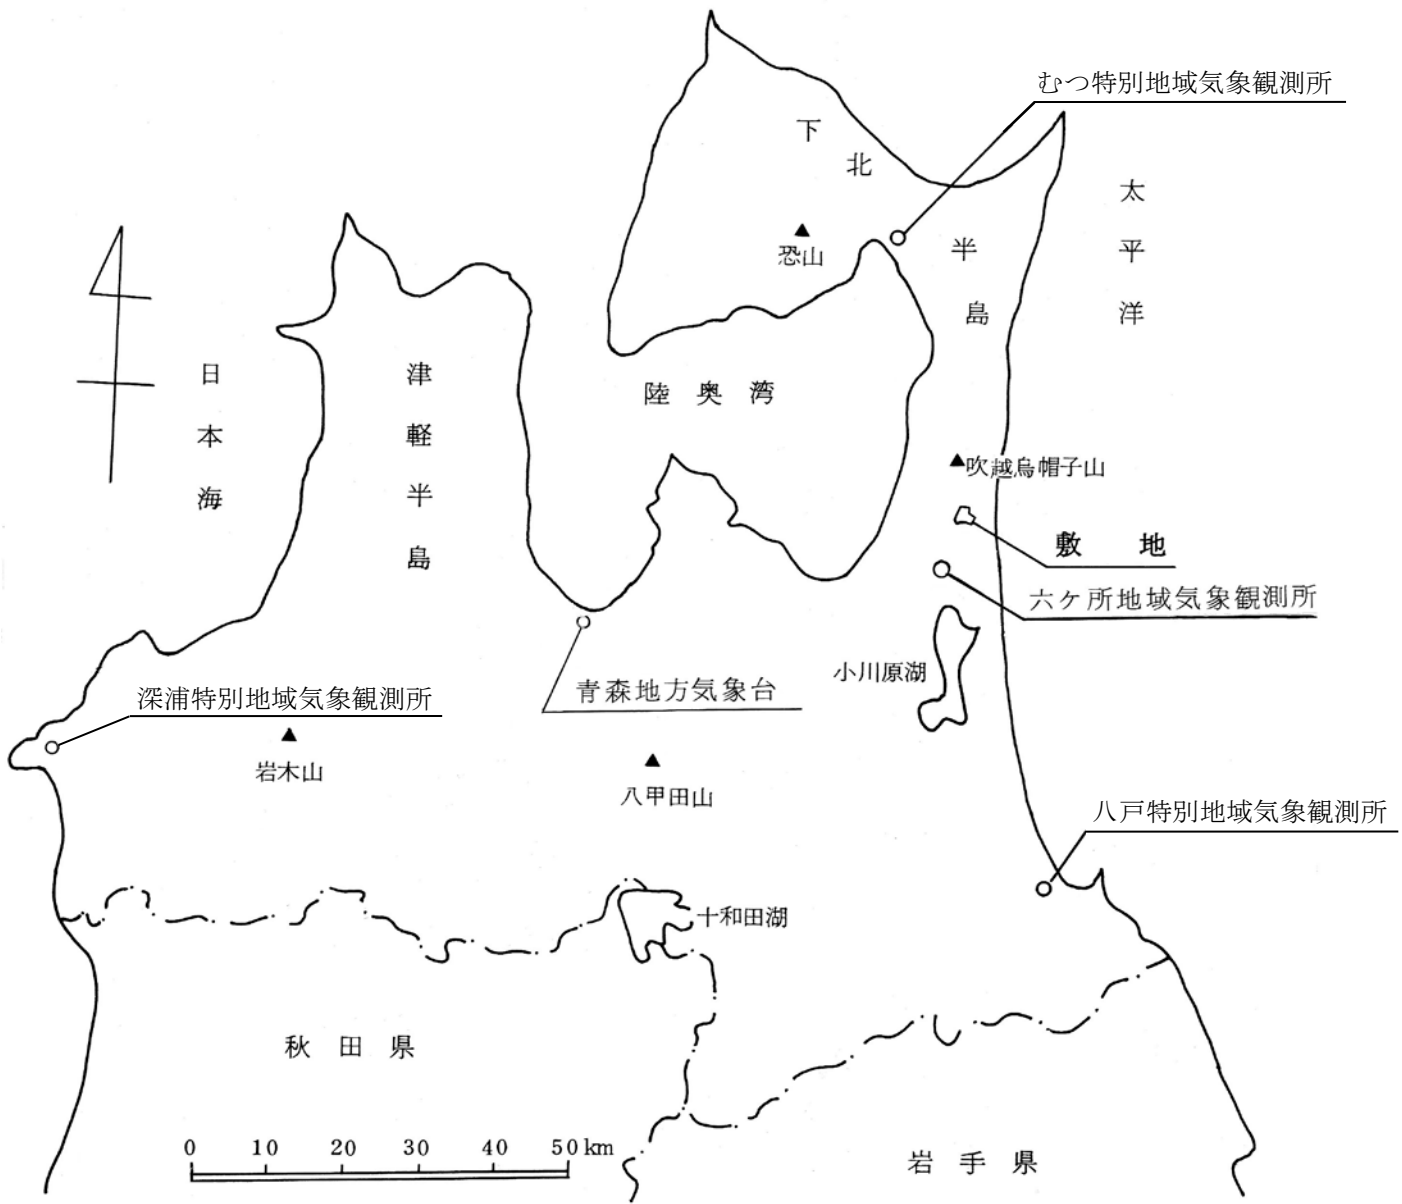 むつ特別地域気象観測所
下北半島
太平洋
恐山
日本海
津軽半島
陸奥湾
吹越烏帽子山
敷地
六ケ所地域気象観測所
小川原湖
青森地方気象台
深浦特別地域気象観測所
岩木山
八甲田山
八戸特別地域気象観測所
十和田湖
秋田県
岩手県
0 10 20 30 40 50 km